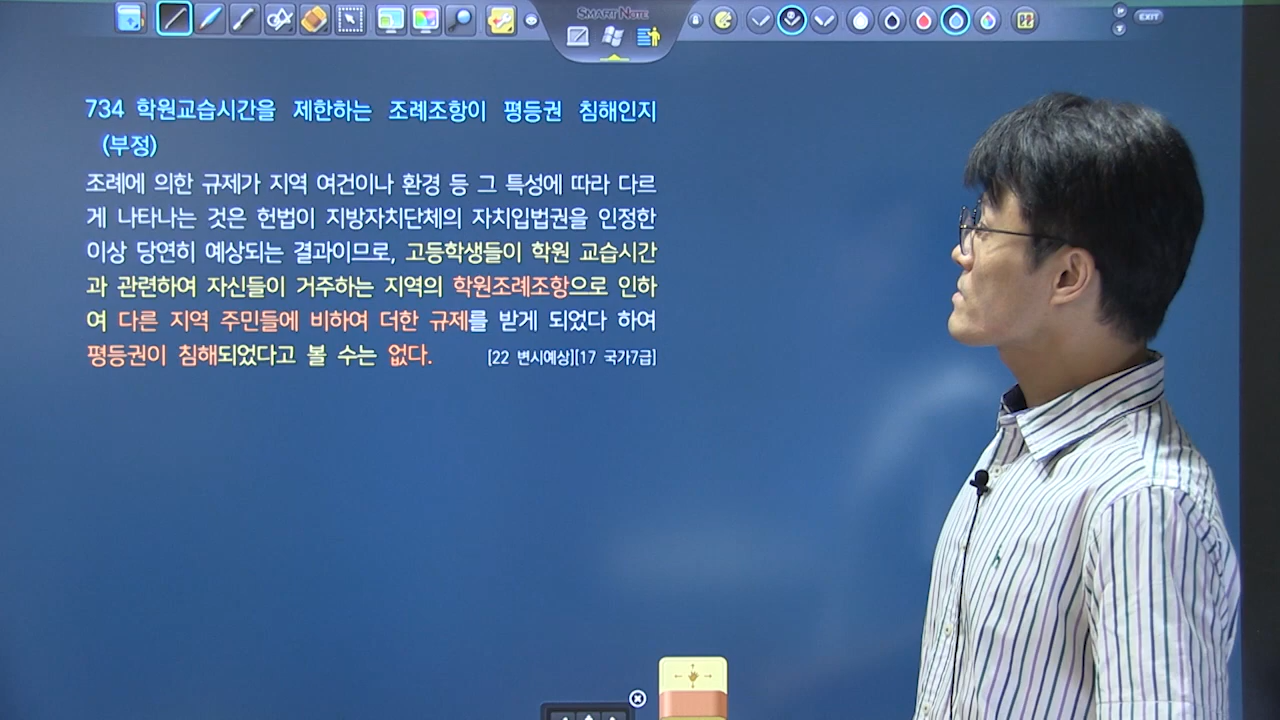 SMART NOTE
EXIT
734 학원교습시간을 제한하는 조례조항이 평등권 침해인지
(부정)
조례에 의한 규제가 지역 여건이나 환경 등 그 특성에 따라 다르
게 나타나는 것은 헌법이 지방자치단체의 자치입법권을 인정한
이상 당연히 예상되는 결과이므로, 고등학생들이 학원 교습시간
과 관련하여 자신들이 거주하는 지역의 학원조례조항으로 인하
여 다른 지역 주민들에 비하여 더한 규제를 받게 되었다 하여
평등권이 침해되었다고 볼 수는 없다. [22 변시예상][17 국가7급]